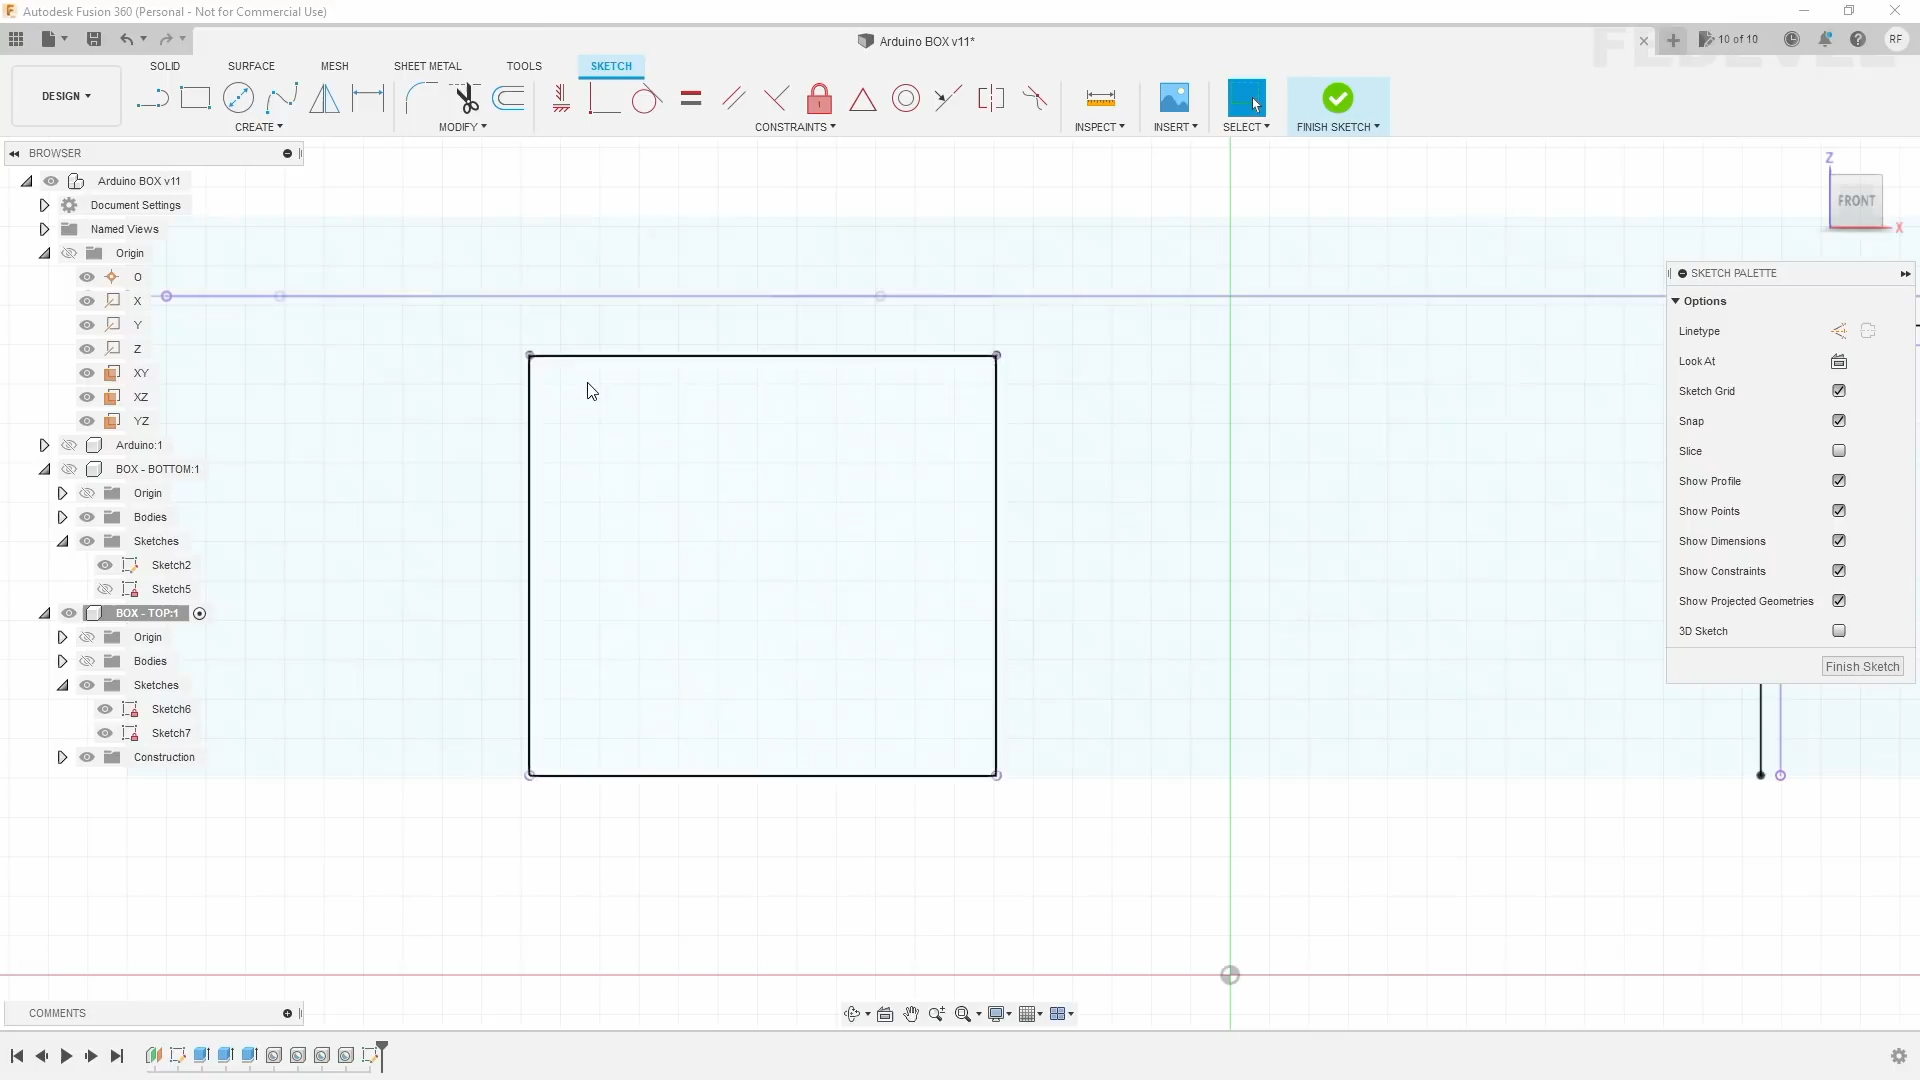 Autodesk Fusion 360 (Personal - Not for Commercial Use)
Arduino BOX v11*
10 of 10
RF
SOLID
SURFACE
MESH
SHEET METAL
TOOLS
SKETCH
DESIGN
CREATE
MODIFY
CONSTRAINTS
INSPECT
INSERT
SELECT
FINISH SKETCH
BROWSER
Arduino BOX v11
Document Settings
Named Views
Origin
O
X
Y
Z
XY
XZ
YZ
Arduino:1
BOX - BOTTOM:1
Origin
Bodies
Sketches
Sketch2
Sketch5
BOX - TOP:1
Origin
Bodies
Sketches
Sketch6
Sketch7
Construction
Z
FRONT
X
SKETCH PALETTE
Options
Linetype
Look At
Sketch Grid
Snap
Slice
Show Profile
Show Points
Show Dimensions
Show Constraints
Show Projected Geometries
3D Sketch
Finish Sketch
COMMENTS